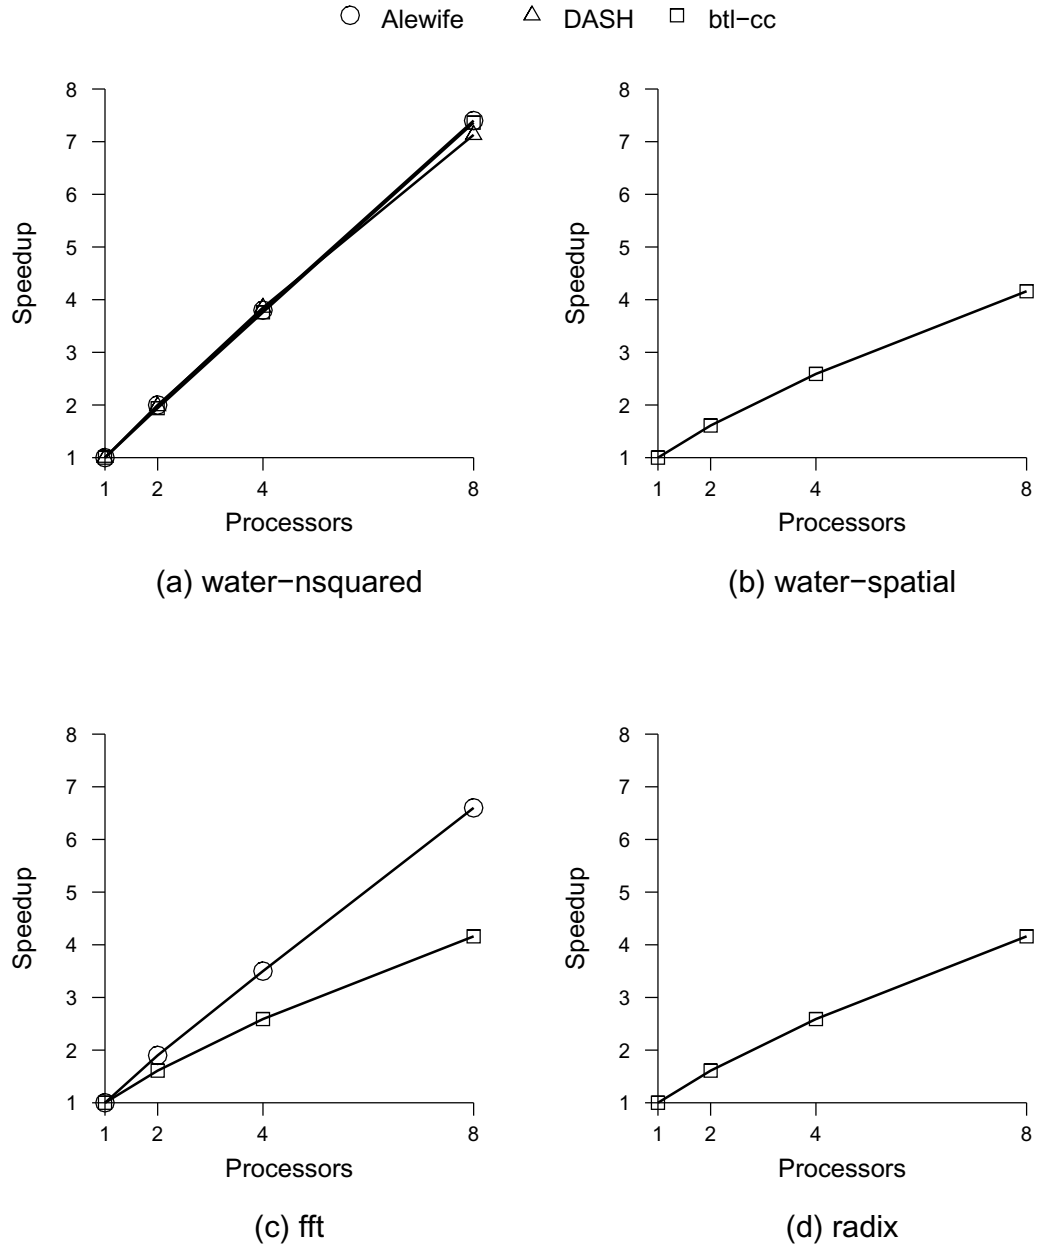 Alewife DASH btl−cc
8
7
6
5
4
3
2
1
Speedup
1 2 4 8
Processors
(a) water−nsquared
8
7
6
5
4
3
2
1
Speedup
1 2 4 8
Processors
(b) water−spatial
8
7
6
5
4
3
2
1
Speedup
1 2 4 8
Processors
(c) fft
8
7
6
5
4
3
2
1
Speedup
1 2 4 8
Processors
(d) radix